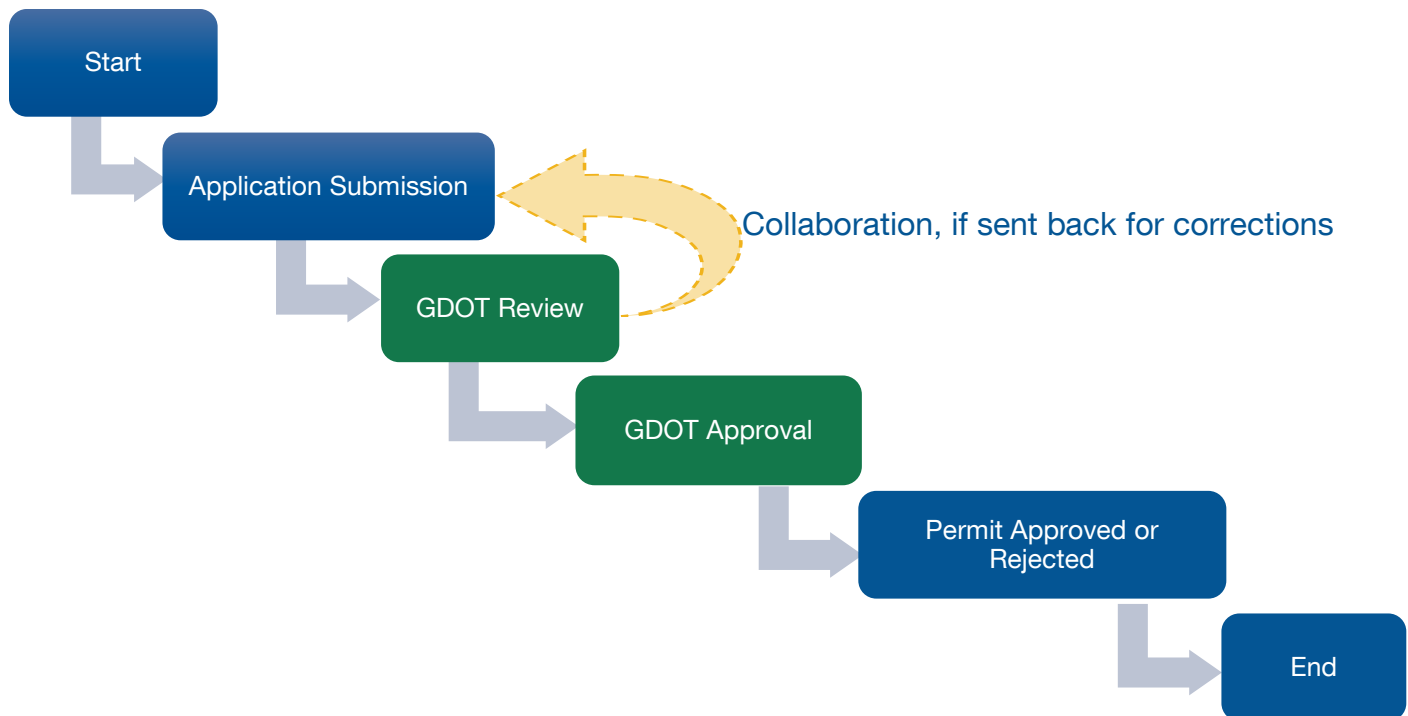 Start
Application Submission
Collaboration, if sent back for corrections
GDOT Review
GDOT Approval
Permit Approved or
Rejected
End